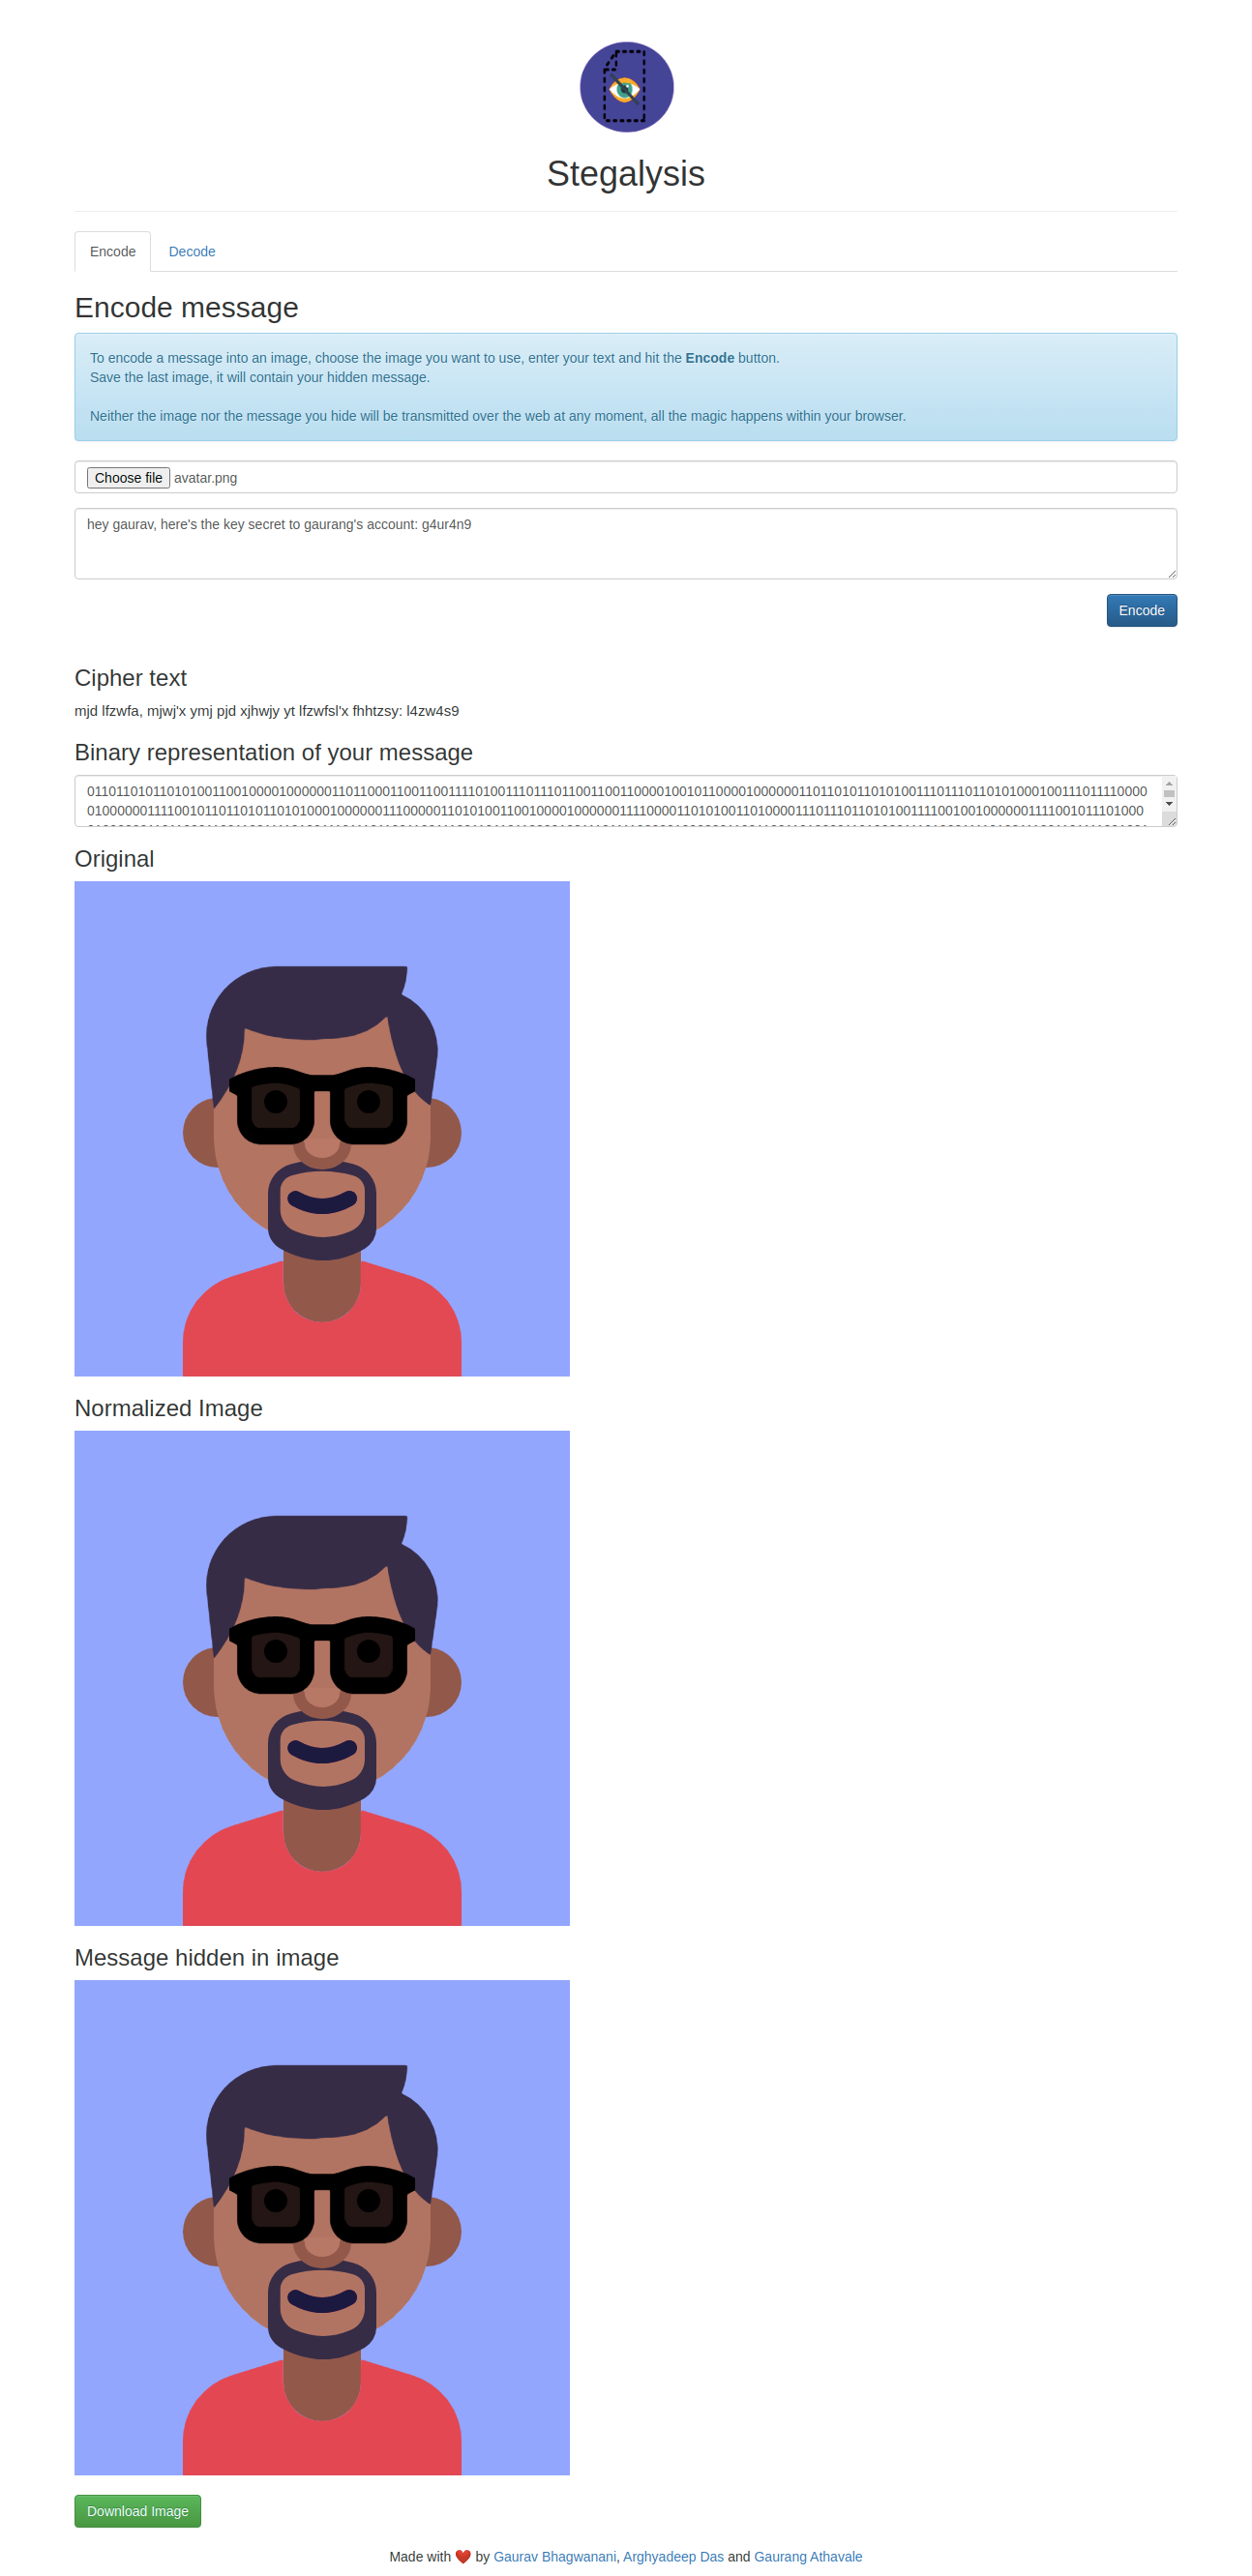 Stegalysis
Encode Decode
Encode message
To encode a message into an image, choose the image you want to use, enter your text and hit the Encode button.
Save the last image, it will contain your hidden message.
Neither the image nor the message you hide will be transmitted over the web at any moment, all the magic happens within your browser.
Choose file avatar.png
hey gaurav, here's the key secret to gaurang's account: g4ur4n9
Encode
Cipher text
mjd lfzwfa, mjwj'x ymj pjd xjhwjy yt lfzwfsl'x fhhtzsy: l4zw4s9
Binary representation of your message
Original
Normalized Image
Message hidden in image
Download Image
Made with ❤️ by Gaurav Bhagwanani, Arghyadeep Das and Gaurang Athavale